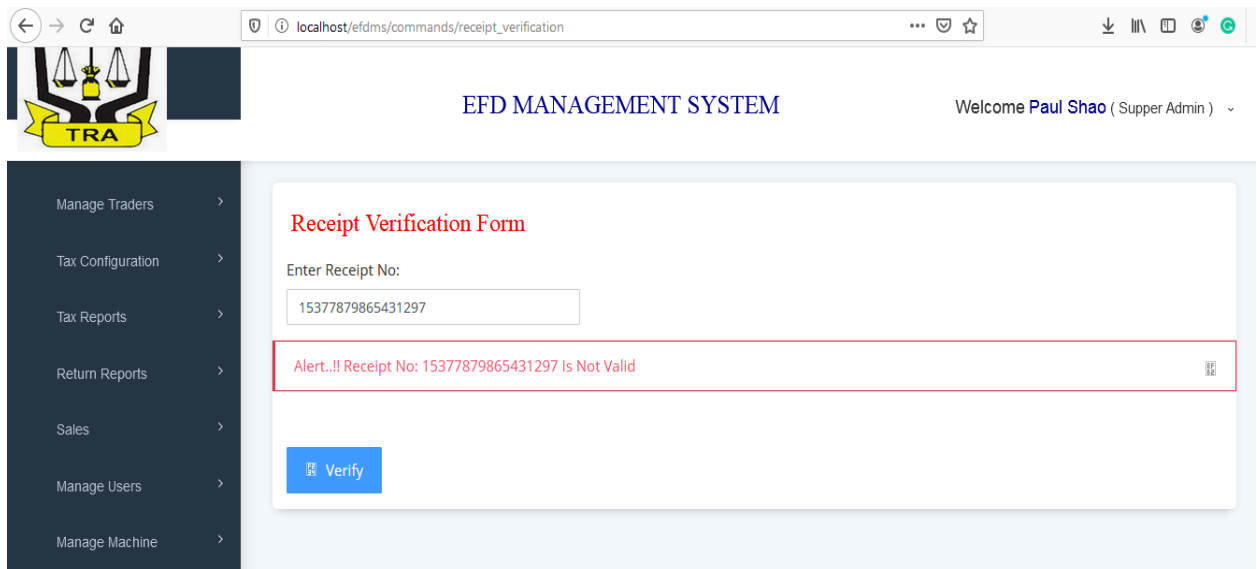 localhost/efdms/commands/receipt_verification
TRA
EFD MANAGEMENT SYSTEM
Welcome Paul Shao ( Supper Admin )
Manage Traders
Tax Configuration
Tax Reports
Return Reports
Sales
Manage Users
Manage Machine
Receipt Verification Form
Enter Receipt No:
15377879865431297
Alert..!! Receipt No: 15377879865431297 Is Not Valid
Verify